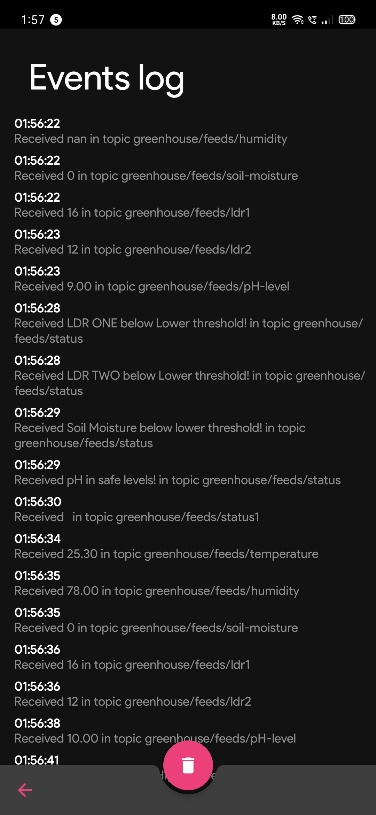 1:57 S 8.00 KB/S 100
Events log
01:56:22
Received nan in topic greenhouse/feeds/humidity
01:56:22
Received 0 in topic greenhouse/feeds/soil-moisture
01:56:22
Received 16 in topic greenhouse/feeds/ldr1
01:56:23
Received 12 in topic greenhouse/feeds/ldr2
01:56:23
Received 9.00 in topic greenhouse/feeds/pH-level
01:56:28
Received LDR ONE below Lower threshold! in topic greenhouse/
feeds/status
01:56:28
Received LDR TWO below Lower threshold! in topic greenhouse/
feeds/status
01:56:29
Received Soil Moisture below lower threshold! in topic
greenhouse/feeds/status
01:56:29
Received pH in safe levels! in topic greenhouse/feeds/status
01:56:30
Received   in topic greenhouse/feeds/status1
01:56:34
Received 25.30 in topic greenhouse/feeds/temperature
01:56:35
Received 78.00 in topic greenhouse/feeds/humidity
01:56:35
Received 0 in topic greenhouse/feeds/soil-moisture
01:56:36
Received 16 in topic greenhouse/feeds/ldr1
01:56:36
Received 12 in topic greenhouse/feeds/ldr2
01:56:38
Received 10.00 in topic greenhouse/feeds/pH-level
01:56:41